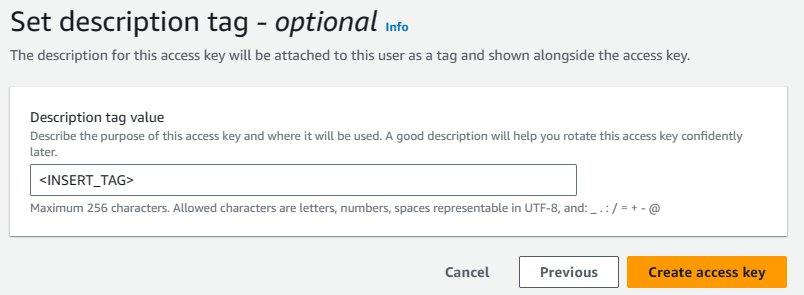 Set description tag - optional Info
The description for this access key will be attached to this user as a tag and shown alongside the access key.
Description tag value
Describe the purpose of this access key and where it will be used. A good description will help you rotate this access key confidently
later.
<INSERT_TAG>
Maximum 256 characters. Allowed characters are letters, numbers, spaces representable in UTF-8, and: _ . : / = + - @
Cancel Previous Create access key